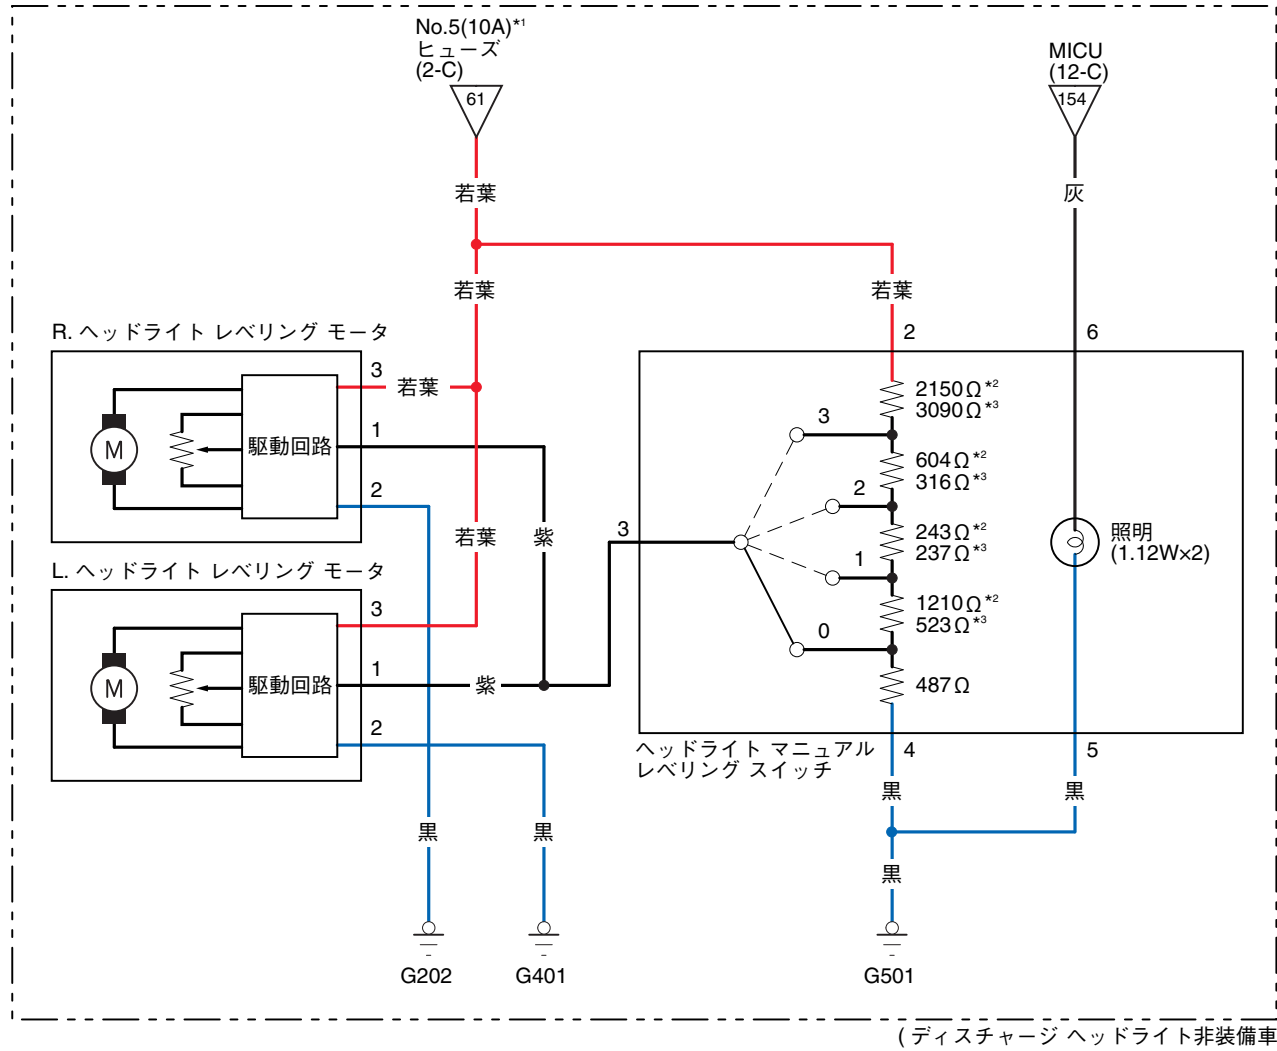 No.5(10A)*1
ヒューズ
(2-C)
61
MICU
(12-C)
154
若葉
灰
若葉
若葉
R. ヘッドライト レベリング モータ
2
6
3
若葉
1
2
M
駆動回路
若葉
紫
L. ヘッドライト レベリング モータ
3
1
2
M
駆動回路
紫
3
3
2
1
0
2150Ω*2
3090Ω*3
604Ω*2
316Ω*3
243Ω*2
237Ω*3
1210Ω*2
523Ω*3
487Ω
照明
(1.12W×2)
ヘッドライト マニュアル
レベリング スイッチ
4
5
黒
黒
黒
黒
黒
G202
G401
G501
(ディスチャージ ヘッドライト非装備車